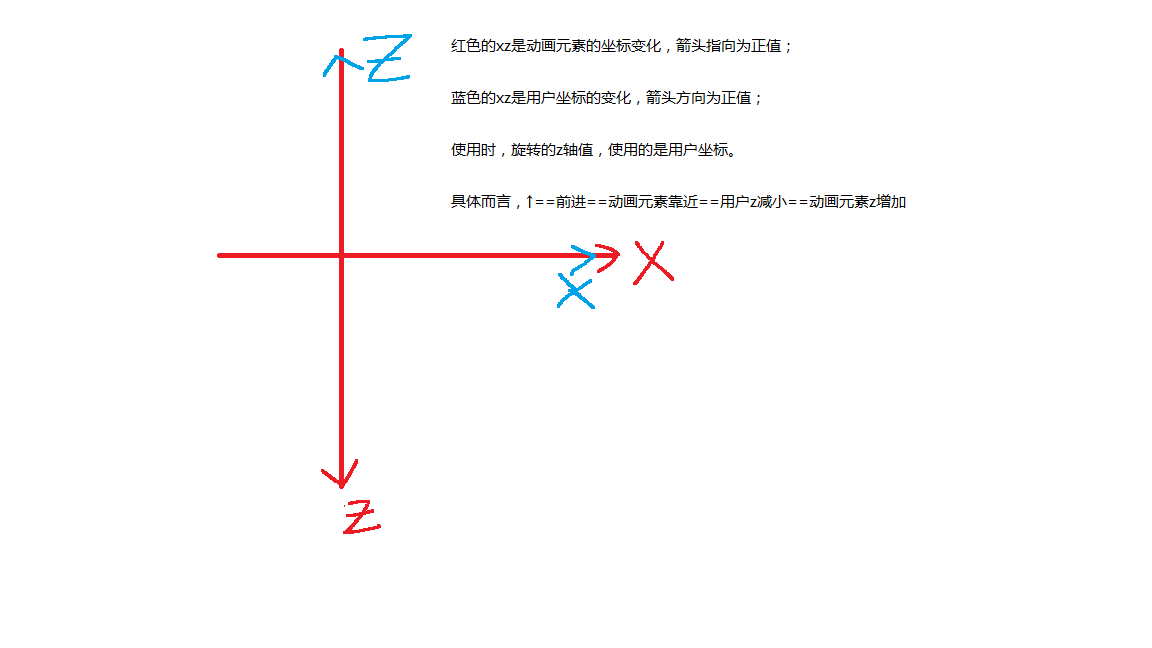 Z
红色的xz是动画元素的坐标变化，箭头指向为正值；
蓝色的xz是用户坐标的变化，箭头方向为正值；
使用时，旋转的z轴值，使用的是用户坐标。
具体而言，↑==前进==动画元素靠近==用户z减小==动画元素z增加
X
X
Z